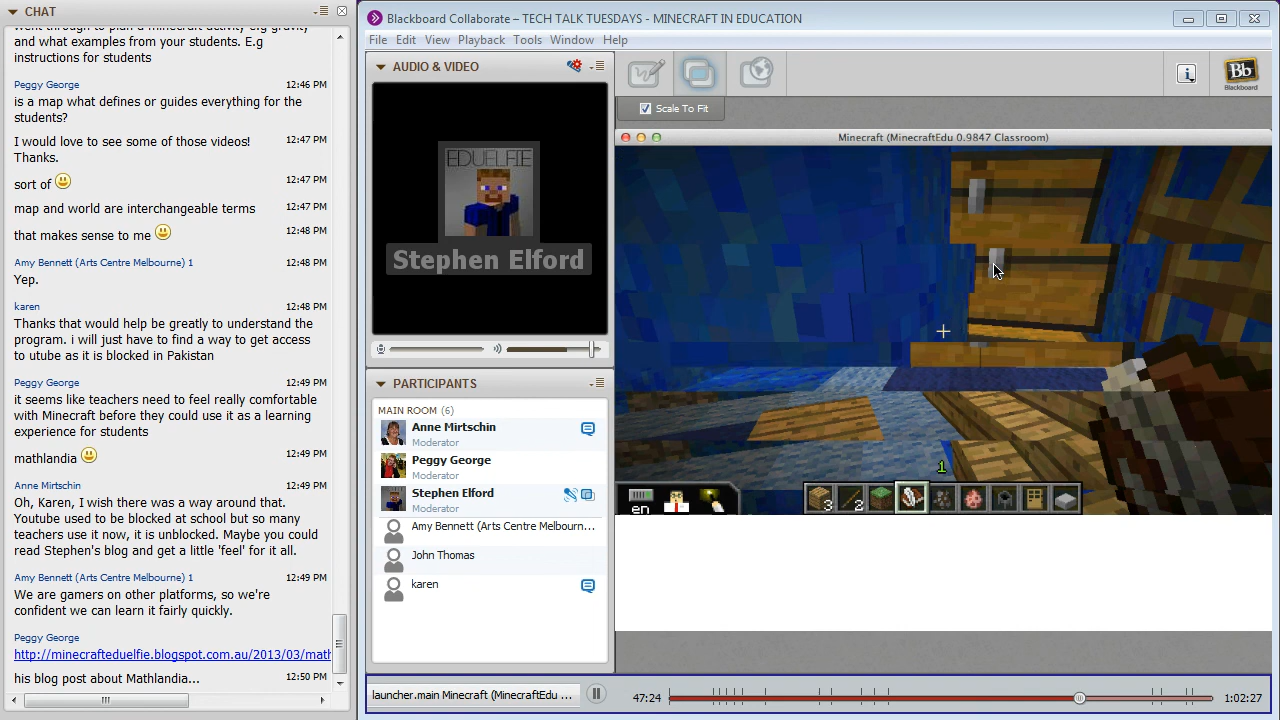 CHAT
and what examples from your students. E.g
instructions for students
Peggy George 12:46 PM
is a map what defines or guides everything for the
students?
I would love to see some of those videos! 12:47 PM
Thanks.
sort of 12:47 PM
map and world are interchangeable terms 12:47 PM
that makes sense to me 12:48 PM
Amy Bennett (Arts Centre Melbourne) 1 12:48 PM
Yep.
karen 12:48 PM
Thanks that would help be greatly to understand the
program. i will just have to find a way to get access
to utube as it is blocked in Pakistan
Peggy George 12:49 PM
it seems like teachers need to feel really comfortable
with Minecraft before they could use it as a learning
experience for students
mathlandia 12:49 PM
Anne Mirtschin 12:49 PM
Oh, Karen, I wish there was a way around that.
Youtube used to be blocked at school but so many
teachers use it now, it is unblocked. Maybe you could
read Stephen's blog and get a little 'feel' for it all.
Amy Bennett (Arts Centre Melbourne) 1 12:49 PM
We are gamers on other platforms, so we're
confident we can learn it fairly quickly.
Peggy George
http://minecrafteduelfie.blogspot.com.au/2013/03/math
his blog post about Mathlandia... 12:50 PM
Blackboard Collaborate – TECH TALK TUESDAYS - MINECRAFT IN EDUCATION
File Edit View Playback Tools Window Help
AUDIO & VIDEO
EDUELFIE
Stephen Elford
PARTICIPANTS
MAIN ROOM (6)
Anne Mirtschin
Moderator
Peggy George
Moderator
Stephen Elford
Moderator
Amy Bennett (Arts Centre Melbourn...
John Thomas
karen
Bb
Blackboard
Scale To Fit
Minecraft (MinecraftEdu 0.9847 Classroom)
1
en
3 2
launcher.main Minecraft (MinecraftEdu ... 47:24 1:02:27